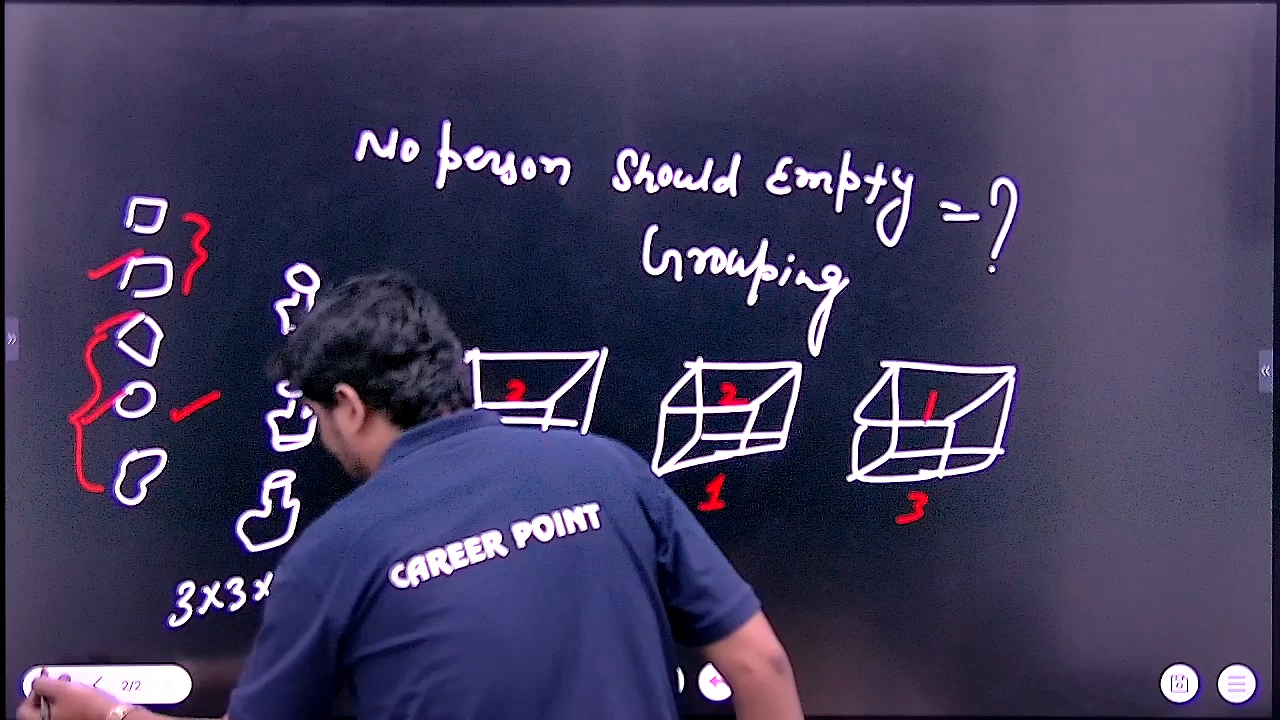 No person Should Empty = ?
Grouping
2 2 1
1 3
3x3x
CAREER POINT
2/2